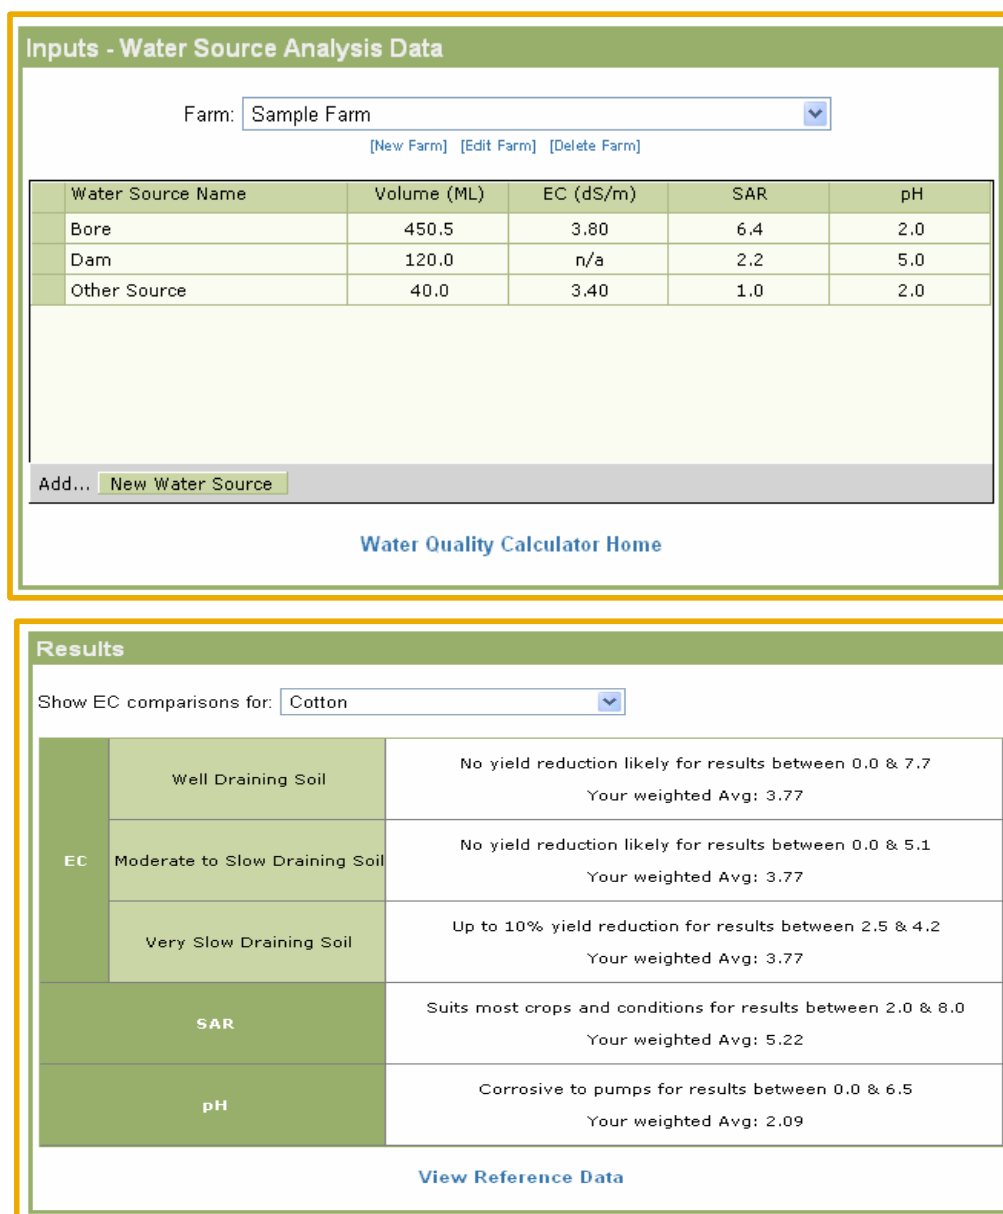 Inputs - Water Source Analysis Data
Farm: Sample Farm
[New Farm] [Edit Farm] [Delete Farm]
Water Source Name Volume (ML) EC (dS/m) SAR pH
Bore 450.5 3.80 6.4 2.0
Dam 120.0 n/a 2.2 5.0
Other Source 40.0 3.40 1.0 2.0
Add... New Water Source
Water Quality Calculator Home
Results
Show EC comparisons for: Cotton
EC
Well Draining Soil
No yield reduction likely for results between 0.0 & 7.7
Your weighted Avg: 3.77
Moderate to Slow Draining Soil
No yield reduction likely for results between 0.0 & 5.1
Your weighted Avg: 3.77
Very Slow Draining Soil
Up to 10% yield reduction for results between 2.5 & 4.2
Your weighted Avg: 3.77
SAR
Suits most crops and conditions for results between 2.0 & 8.0
Your weighted Avg: 5.22
pH
Corrosive to pumps for results between 0.0 & 6.5
Your weighted Avg: 2.09
View Reference Data